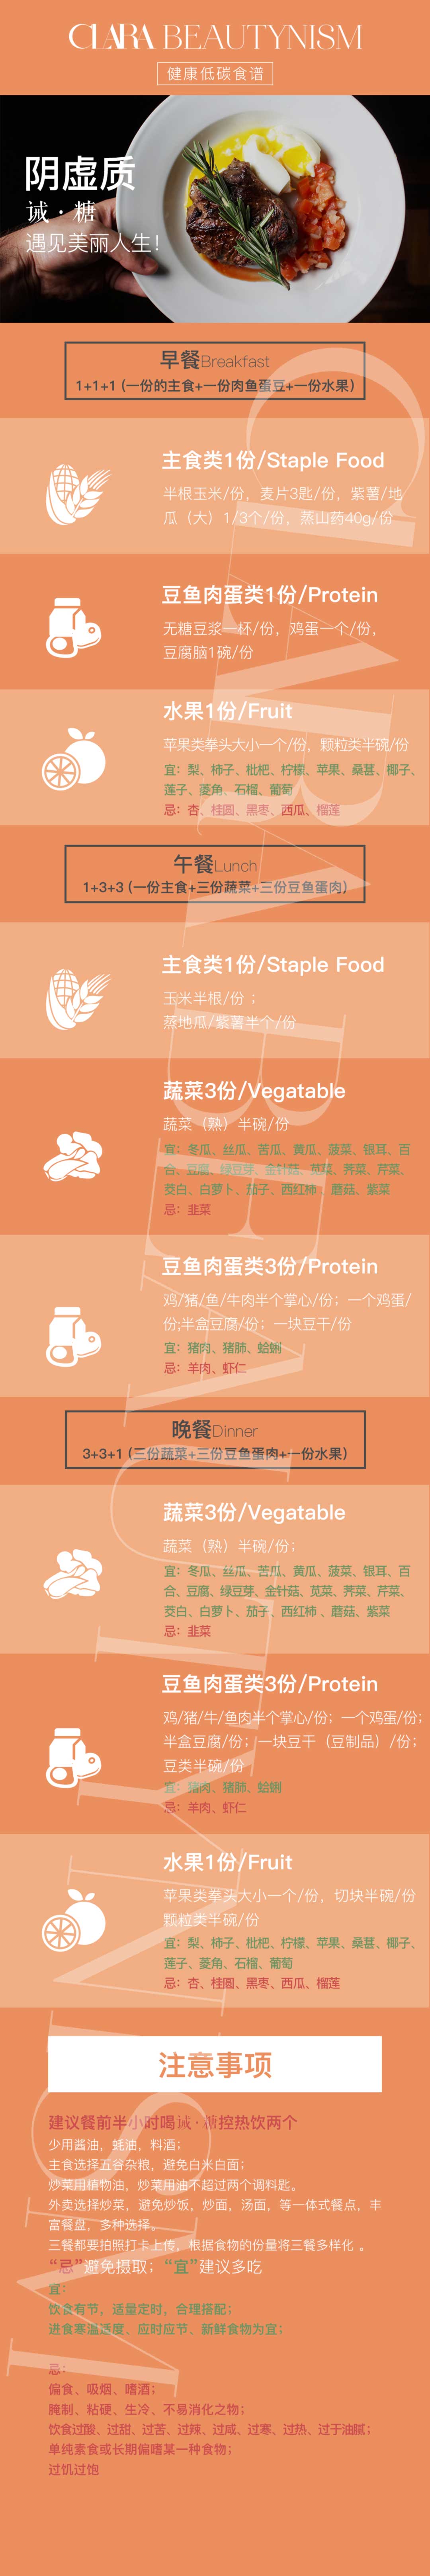 CLARA BEAUTYNISM
健康低碳食谱
阴虚质
诫·糖
遇见美丽人生！
早餐Breakfast
1+1+1 (一份的主食+一份肉鱼蛋豆+一份水果)
主食类1份/Staple Food
半根玉米/份，麦片3匙/份，紫薯/地
瓜（大）1/3个/份，蒸山药40g/份
豆鱼肉蛋类1份/Protein
无糖豆浆一杯/份，鸡蛋一个/份，
豆腐脑1碗/份
水果1份/Fruit
苹果类拳头大小一个/份，颗粒类半碗/份
宜：梨、柿子、枇杷、柠檬、苹果、桑葚、椰子、
莲子、菱角、石榴、葡萄
忌：杏、桂圆、黑枣、西瓜、榴莲
午餐Lunch
1+3+3 (一份主食+三份蔬菜+三份豆鱼蛋肉)
主食类1份/Staple Food
玉米半根/份 ；
蒸地瓜/紫薯半个/份
蔬菜3份/Vegatable
蔬菜（熟）半碗/份
宜：冬瓜、丝瓜、苦瓜、黄瓜、菠菜、银耳、百
合、豆腐、绿豆芽、金针菇、苋菜、荠菜、芹菜、
茭白、白萝卜、茄子、西红柿 、蘑菇、紫菜
忌：韭菜
豆鱼肉蛋类3份/Protein
鸡/猪/鱼/牛肉半个掌心/份；一个鸡蛋/
份;半盒豆腐/份；一块豆干/份
宜：猪肉、猪肺、蛤蜊
忌：羊肉、虾仁
晚餐Dinner
3+3+1 (三份蔬菜+三份豆鱼蛋肉+一份水果)
蔬菜3份/Vegatable
蔬菜（熟）半碗/份；
宜：冬瓜、丝瓜、苦瓜、黄瓜、菠菜、银耳、百
合、豆腐、绿豆芽、金针菇、苋菜、荠菜、芹菜、
茭白、白萝卜、茄子、西红柿 、蘑菇、紫菜
忌：韭菜
豆鱼肉蛋类3份/Protein
鸡/猪/牛/鱼肉半个掌心/份；一个鸡蛋/份；
半盒豆腐/份；一块豆干（豆制品）/份；
豆类半碗/份
宜：猪肉、猪肺、蛤蜊
忌：羊肉、虾仁
水果1份/Fruit
苹果类拳头大小一个/份，切块半碗/份
颗粒类半碗/份
宜：梨、柿子、枇杷、柠檬、苹果、桑葚、椰子、
莲子、菱角、石榴、葡萄
忌：杏、桂圆、黑枣、西瓜、榴莲
注意事项
建议餐前半小时喝诫·糖控热饮两个
少用酱油，蚝油，料酒；
主食选择五谷杂粮，避免白米白面；
炒菜用植物油，炒菜用油不超过两个调料匙。
外卖选择炒菜，避免炒饭，炒面，汤面，等一体式餐点，丰
富餐盘，多种选择。
三餐都要拍照打卡上传，根据食物的份量将三餐多样化 。
“忌”避免摄取；“宜”建议多吃
宜：
饮食有节，适量定时，合理搭配；
进食寒温适度、应时应节、新鲜食物为宜；
忌：
偏食、吸烟、嗜酒；
腌制、粘硬、生冷、不易消化之物；
饮食过酸、过甜、过苦、过辣、过咸、过寒、过热、过于油腻；
单纯素食或长期偏嗜某一种食物；
过饥过饱
CLARA BEAUTYNISM